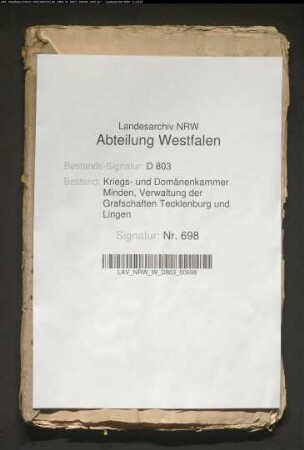 Landesarchiv NRW
Abteilung Westfalen
Bestands-Signatur: D 803
Bestand: Kriegs- und Domänenkammer
Minden, Verwaltung der
Grafschaften Tecklenburg und
Lingen
Signatur: Nr. 698
LAV_NRW_W_D803_00698